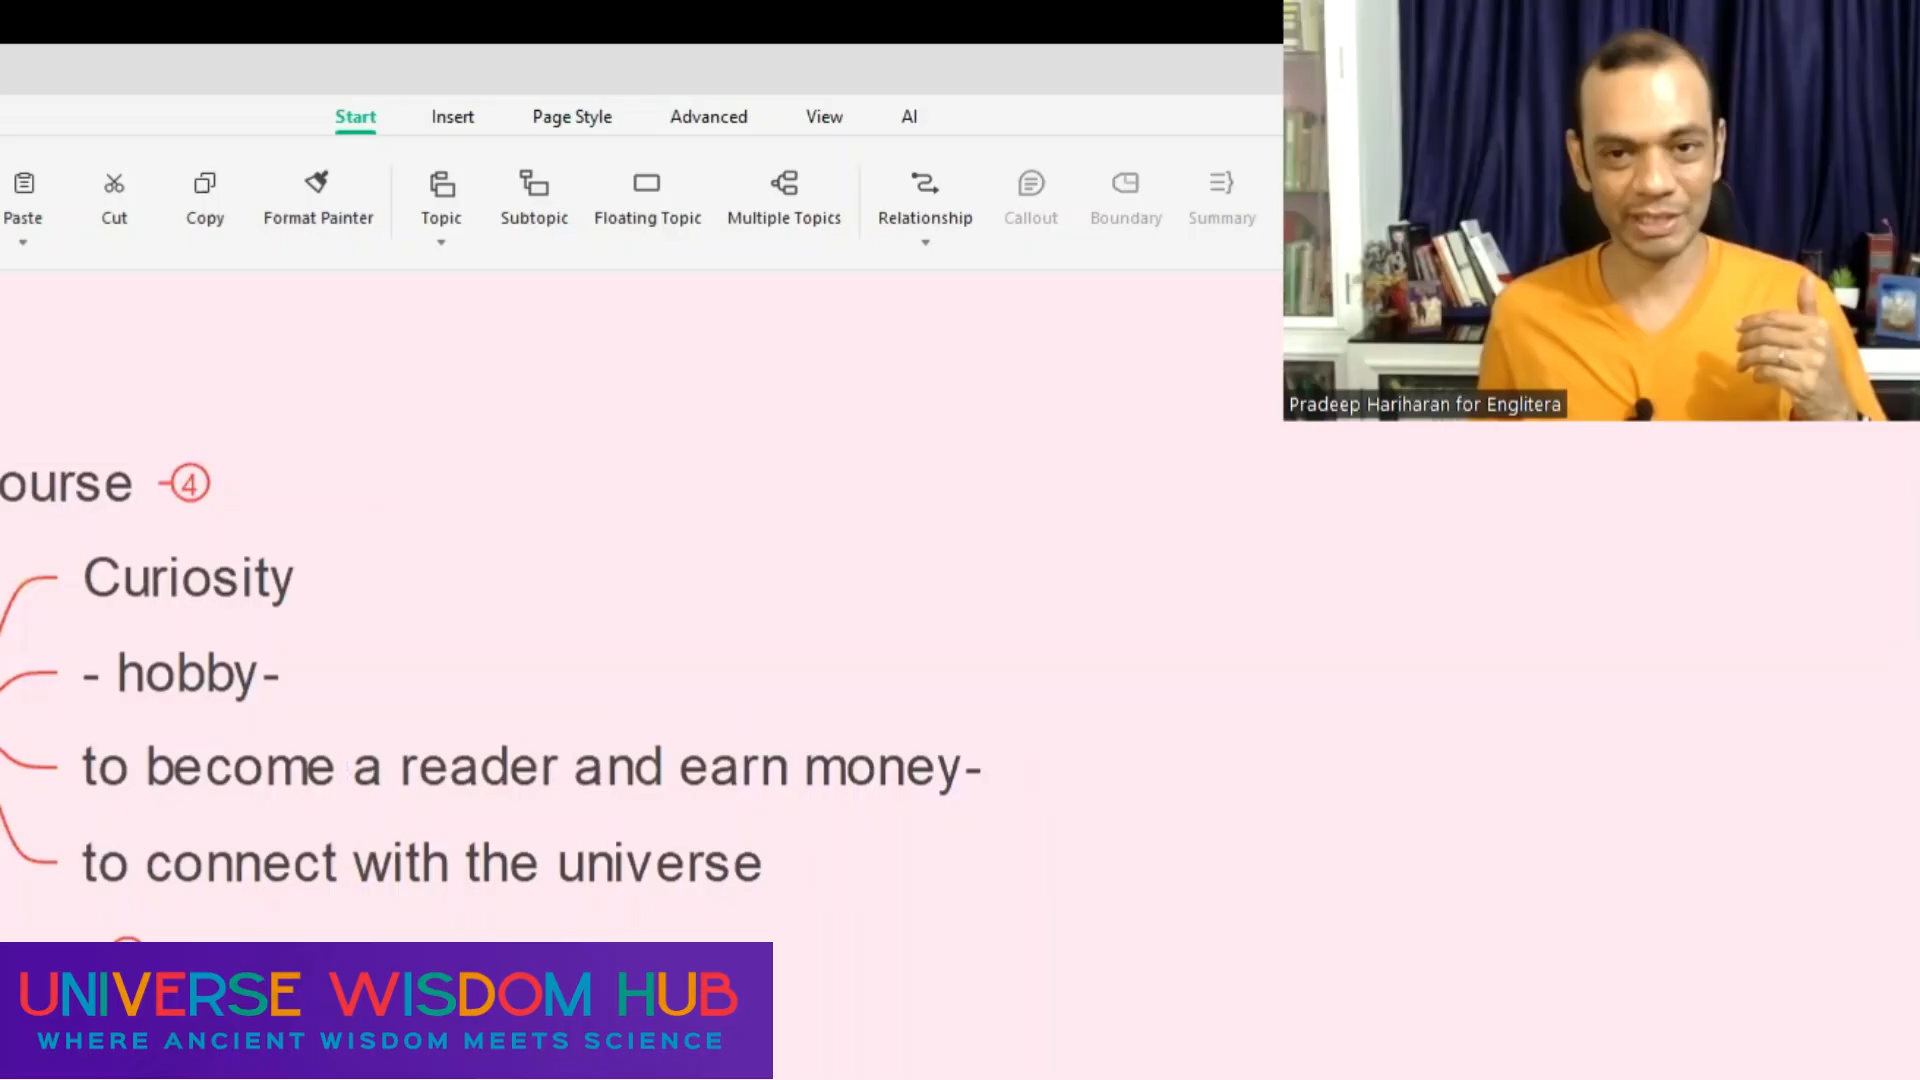 Start Insert Page Style Advanced View AI
Paste Cut Copy Format Painter Topic Subtopic Floating Topic Multiple Topics Relationship Callout Boundary Summary
Pradeep Hariharan for Englitera
ourse 4
Curiosity
- hobby-
to become a reader and earn money-
to connect with the universe
UNIVERSE WISDOM HUB
WHERE ANCIENT WISDOM MEETS SCIENCE